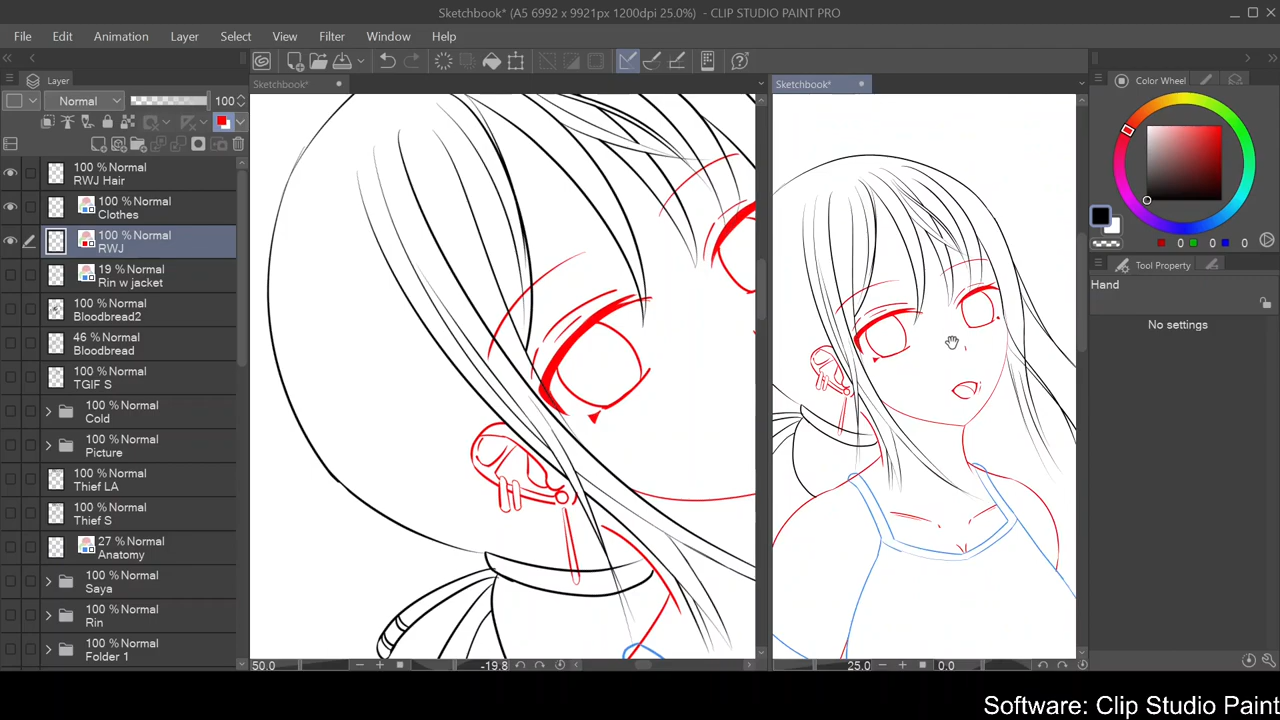 Sketchbook* (A5 6992 x 9921px 1200dpi 25.0%) - CLIP STUDIO PAINT PRO
File Edit Animation Layer Select View Filter Window Help
Layer
Sketchbook*
Sketchbook*
Color Wheel
Normal 100
100 %Normal
RWJ Hair
100 %Normal
Clothes
100 %Normal
RWJ
19 %Normal
Rin w jacket
100 %Normal
Bloodbread2
46 %Normal
Bloodbread
100 %Normal
TGIF S
100 %Normal
Cold
100 %Normal
Picture
100 %Normal
Thief LA
100 %Normal
Thief S
27 %Normal
Anatomy
100 %Normal
Saya
100 %Normal
Rin
100 %Normal
Folder 1
50.0 -19.8
25.0 0.0
0 0 0
Tool Property
Hand
No settings
Software: Clip Studio Paint